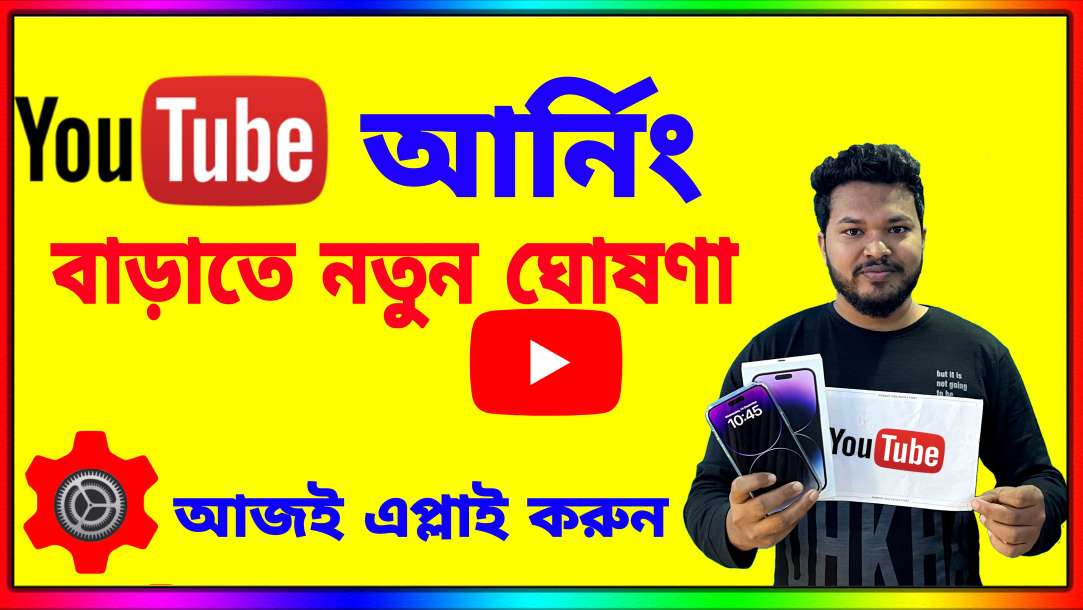 YouTube আর্নিং
বাড়াতে নতুন ঘোষণা
but it is
not going
to be
10:45
YouTube
আজই এপ্লাই করুন